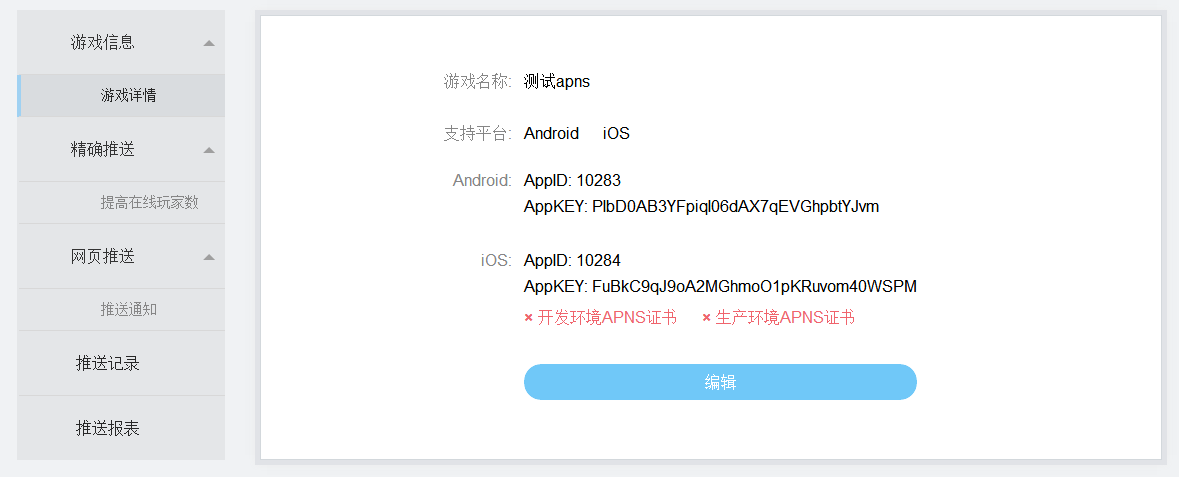 游戏信息
游戏详情
精确推送
提高在线玩家数
网页推送
推送通知
推送记录
推送报表
游戏名称: 测试apns
支持平台: Android iOS
Android: AppID: 10283
AppKEY: PlbD0AB3YFpiql06dAX7qEVGhpbtYJvm
iOS: AppID: 10284
AppKEY: FuBkC9qJ9oA2MGhmoO1pKRuvom40WSPM
× 开发环境APNS证书 × 生产环境APNS证书
编辑